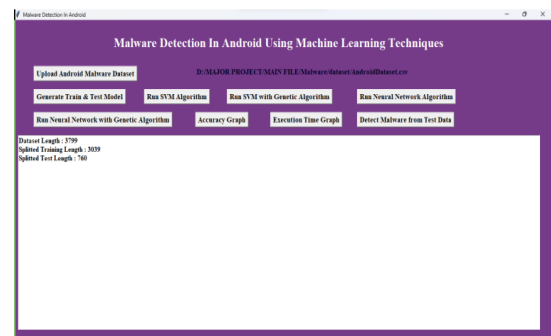 Malware Detection In Android
Malware Detection In Android Using Machine Learning Techniques
Upload Android Malware Dataset D:/MAJOR PROJECT/MAIN FILE/Malware/dataset/AndroidDataset.csv
Generate Train & Test Model Run SVM Algorithm Run SVM with Genetic Algorithm Run Neural Network Algorithm
Run Neural Network with Genetic Algorithm Accuracy Graph Execution Time Graph Detect Malware from Test Data
Dataset Length : 3799
Splitted Training Length : 3039
Splitted Test Length : 760